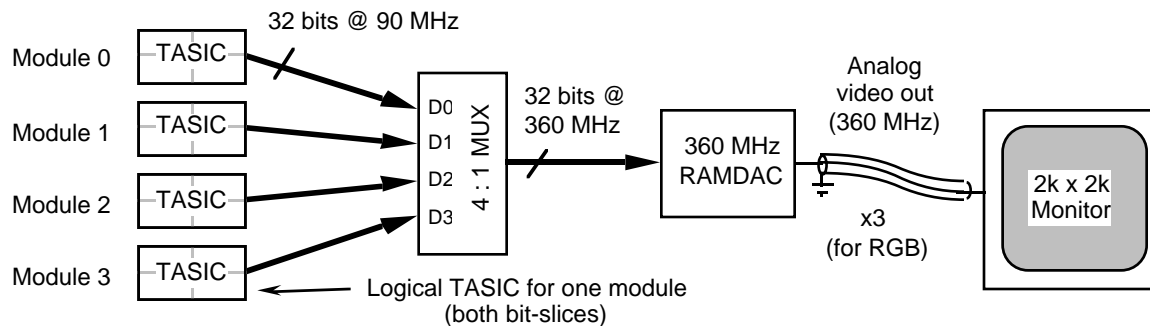 32 bits @ 90 MHz
Module 0
TASIC
Module 1
TASIC
Module 2
TASIC
Module 3
TASIC
D0
D1
D2
D3
4 : 1 MUX
32 bits @
360 MHz
360 MHz
RAMDAC
Analog
video out
(360 MHz)
x3
(for RGB)
2k x 2k
Monitor
Logical TASIC for one module
(both bit-slices)